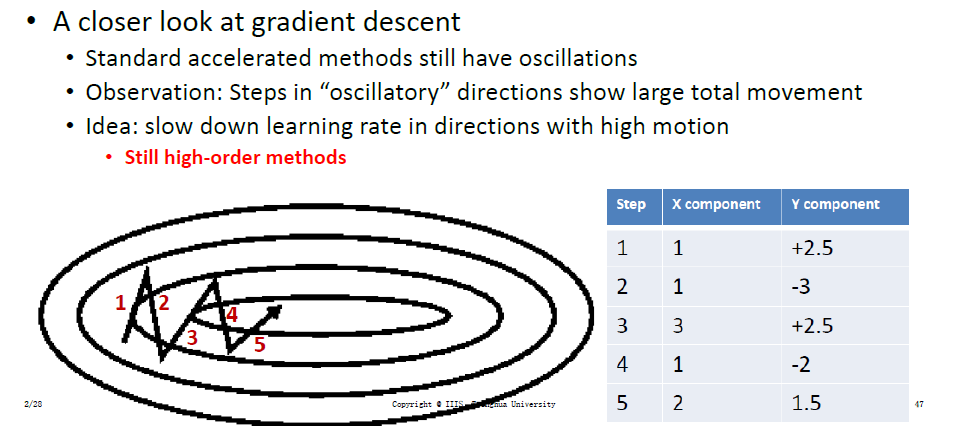 • A closer look at gradient descent
• Standard accelerated methods still have oscillations
• Observation: Steps in “oscillatory” directions show large total movement
• Idea: slow down learning rate in directions with high motion
• Still high-order methods
1 2 3 4 5
Step X component Y component
1 1 +2.5
2 1 -3
3 3 +2.5
4 1 -2
5 2 1.5
2/28
Copyright @ IIIS, University
47